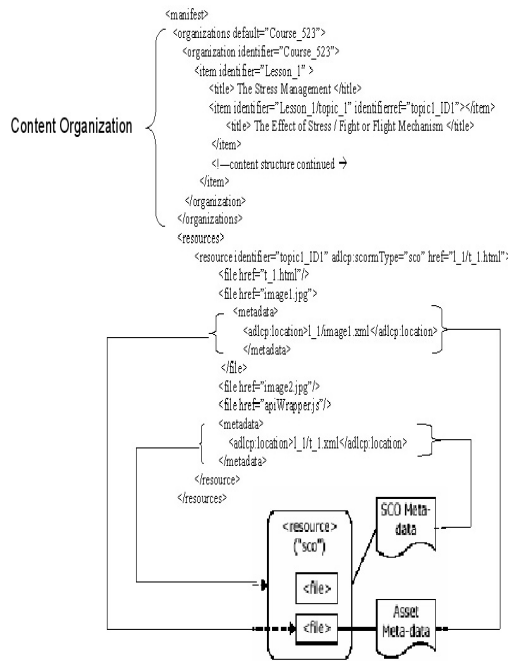 <manifest>
<organizations default="Course_523">
<organization identifier="Course_523">
<item identifier="Lesson_1" >
<title> The Stress Management </title>
<item identifier="Lesson_1/topic_1" identifierref="topic1_ID1"></item>
<title> The Effect of Stress / Fight or Flight Mechanism </title>
</item>
<!—content structure continued →
</item>
</organization>
</organizations>
Content Organization
<resources>
<resource identifier="topic1_ID1" adlcp:scormType="sco" href="l_1/t_1.html">
<file href="t_1.html"/>
<file href="image1.jpg">
<metadata>
<adlcp:location>l_1/image1.xml</adlcp:location>
</metadata>
</file>
<file href="image2.jpg"/>
<file href="apiWrapper.js"/>
<metadata>
<adlcp:location>l_1/t_1.xml</adlcp:location>
</metadata>
</resource>
</resources>
<resource>
("sco")
<file>
<file>
SCO Meta-
data
Asset
Meta-data